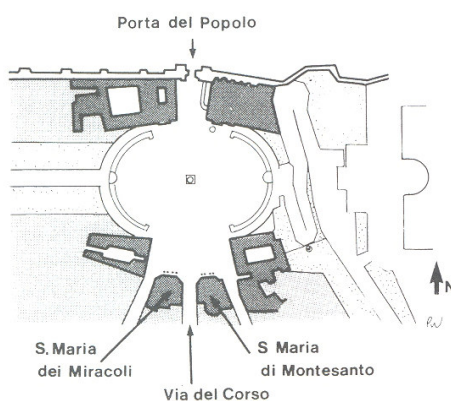 Porta del Popolo
N
S. Maria
dei Miracoli
S Maria
di Montesanto
Via del Corso